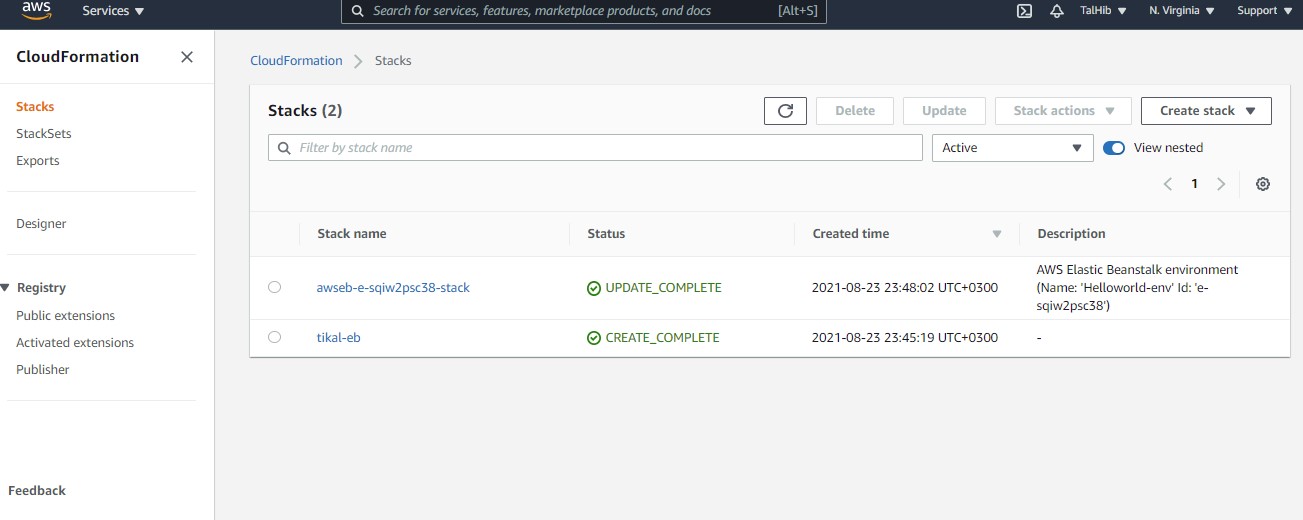 aws
Services ▼
Search for services, features, marketplace products, and docs
[Alt+S]
TalHib ▼
N. Virginia ▼
Support ▼
CloudFormation
Stacks
StackSets
Exports
Designer
Registry
Public extensions
Activated extensions
Publisher
Feedback
CloudFormation > Stacks
Stacks (2)
Delete
Update
Stack actions ▼
Create stack ▼
Filter by stack name
Active ▼
View nested
< 1 >
Stack name
Status
Created time
Description
awseb-e-sqiw2psc38-stack
UPDATE_COMPLETE
2021-08-23 23:48:02 UTC+0300
AWS Elastic Beanstalk environment
(Name: 'Helloworld-env' Id: 'e-
sqiw2psc38')
tikal-eb
CREATE_COMPLETE
2021-08-23 23:45:19 UTC+0300
-